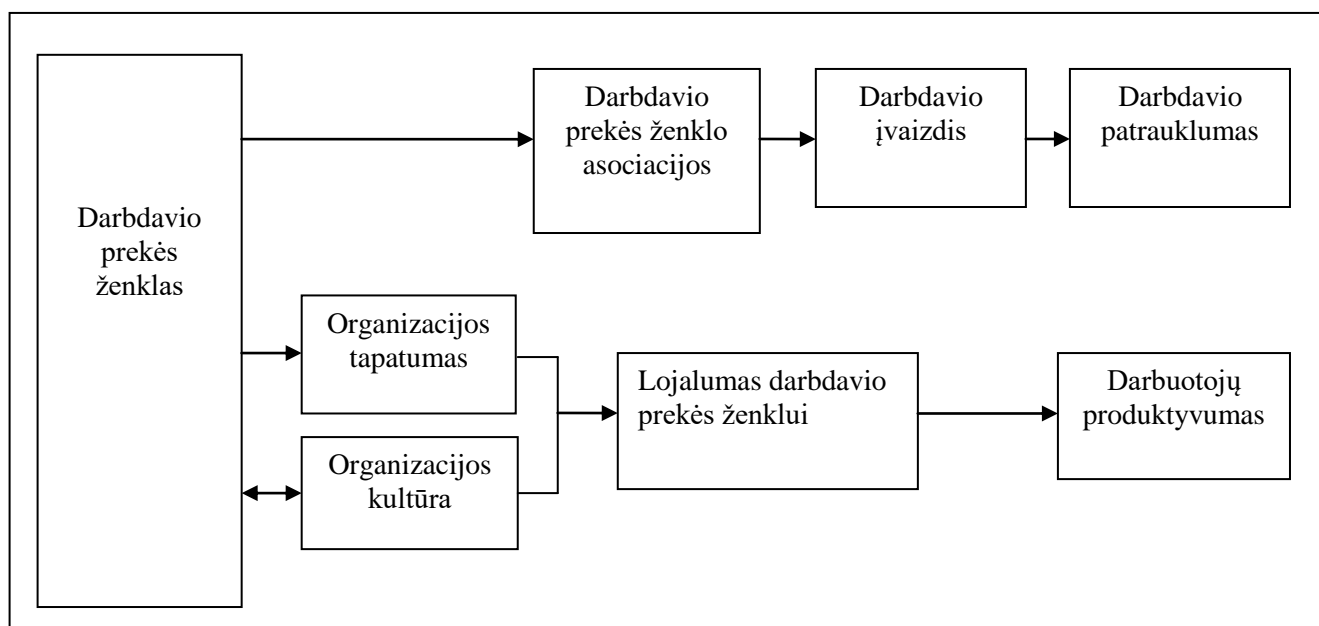 Darbdavio
prekės
ženklas
Darbdavio
prekės ženklo
asociacijos
Darbdavio
įvaizdis
Darbdavio
patrauklumas
Organizacijos
tapatumas
Organizacijos
kultūra
Lojalumas darbdavio
prekės ženklui
Darbuotojų
produktyvumas